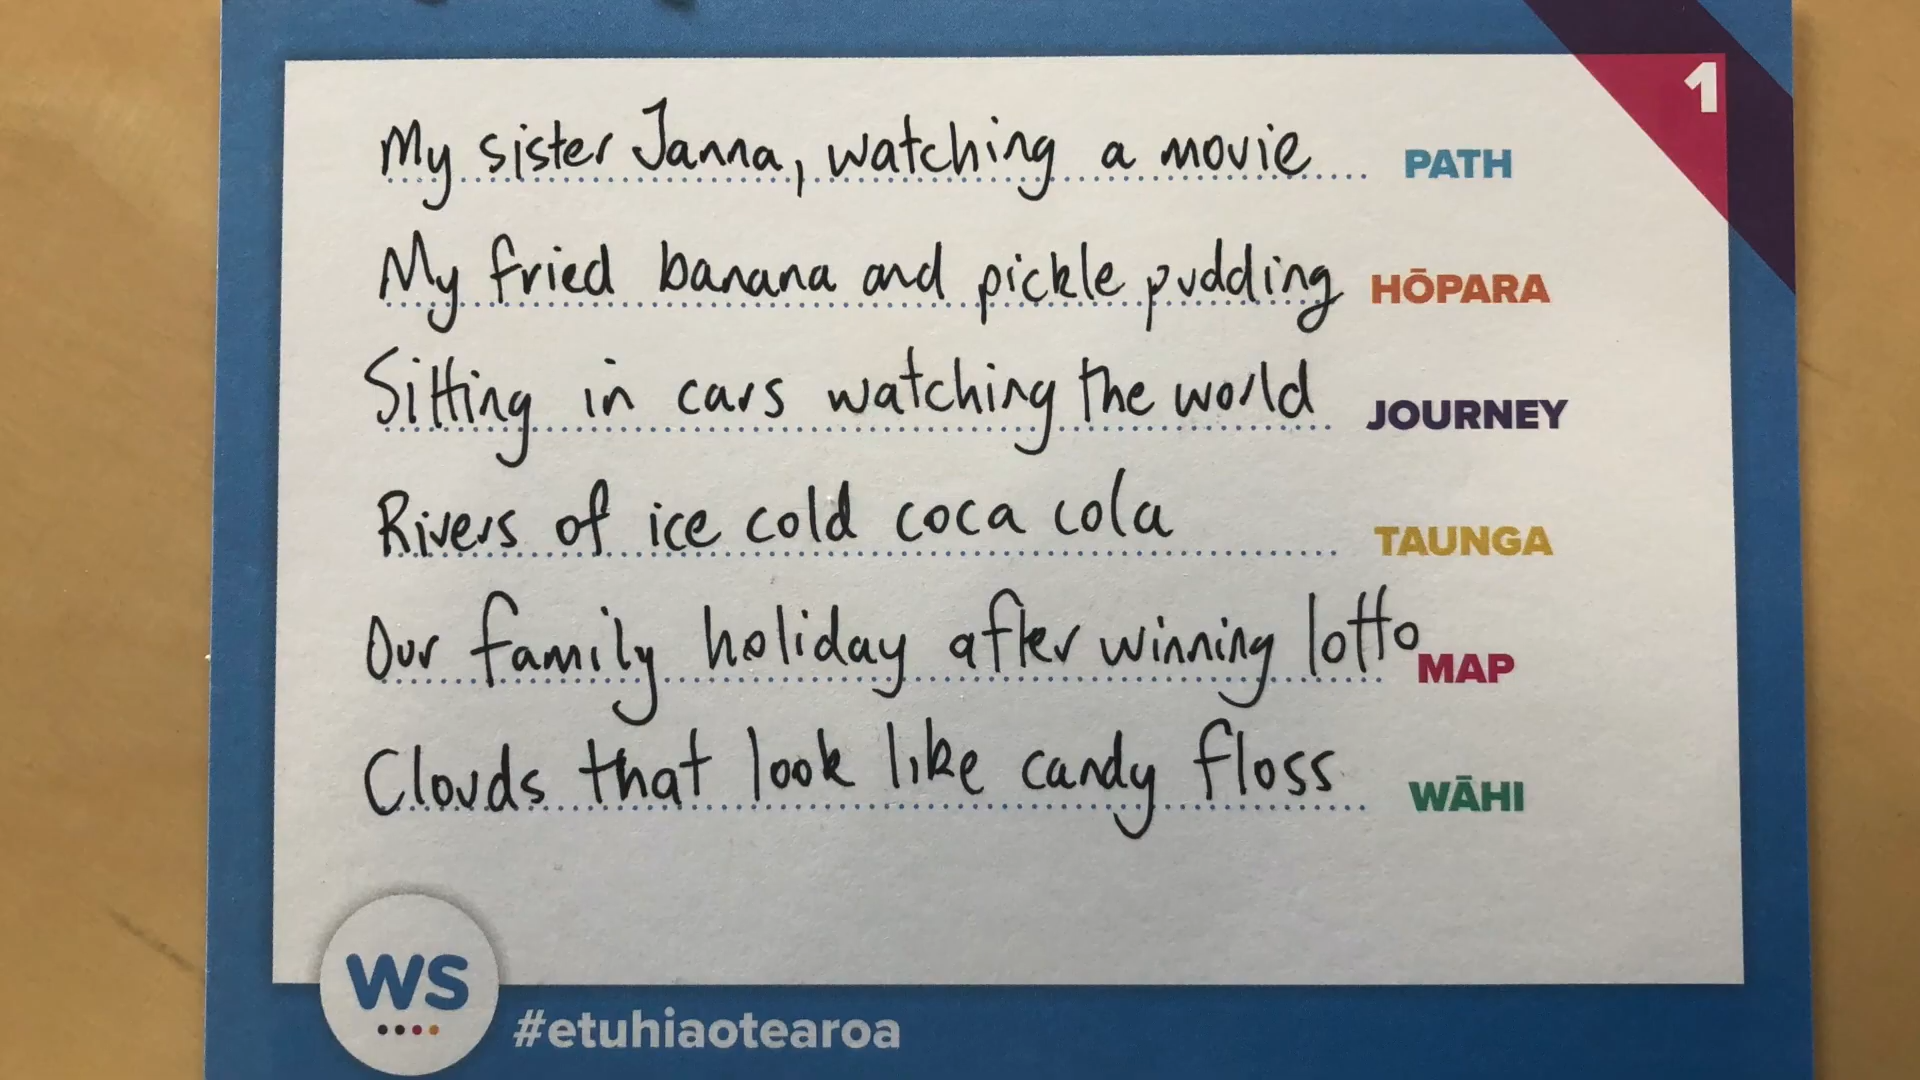 1
My sister Janna, watching a movie PATH
My fried banana and pickle pudding HŌPARA
Sitting in cars watching the world JOURNEY
Rivers of ice cold coca cola TAUNGA
Our family holiday after winning lotto MAP
Clouds that look like candy floss WĀHI
WS
#etuhiaotearoa